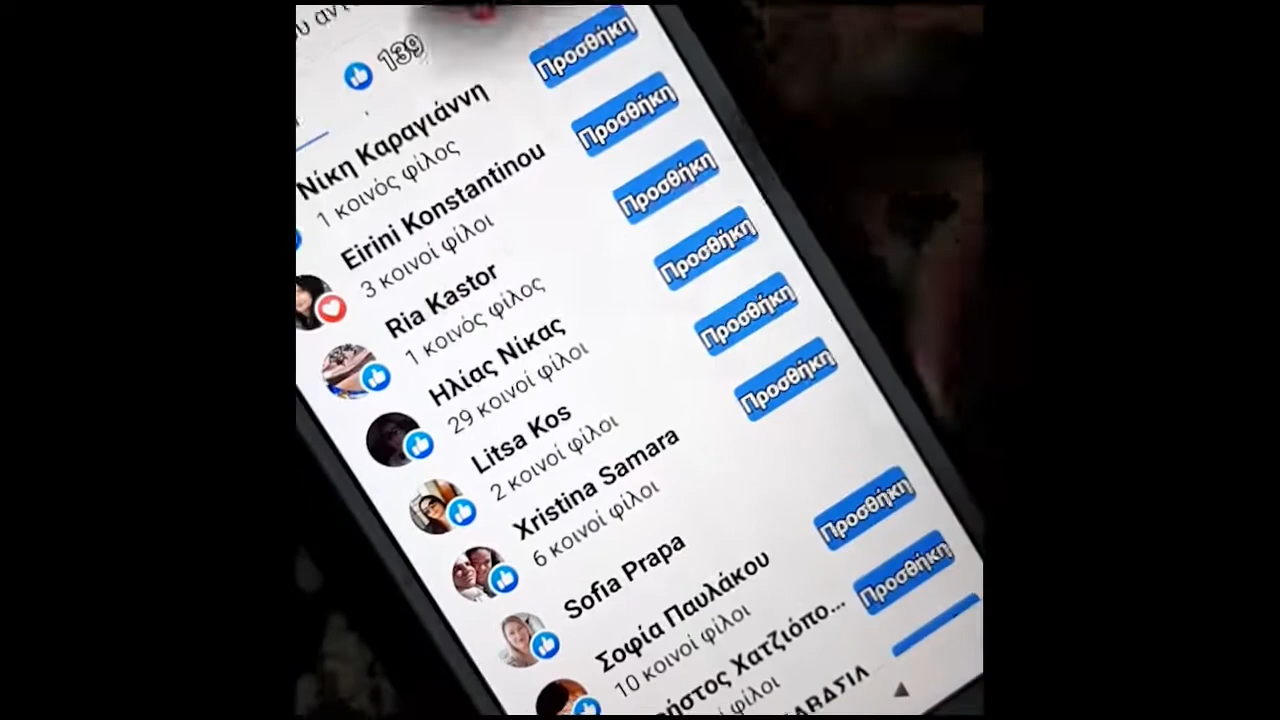 139
Νίκη Καραγιάννη
1 κοινός φίλος
Προσθήκη
Eirini Konstantinou
3 κοινοί φίλοι
Προσθήκη
Ria Kastor
1 κοινός φίλος
Προσθήκη
Ηλίας Νίκας
29 κοινοί φίλοι
Προσθήκη
Litsa Kos
2 κοινοί φίλοι
Προσθήκη
Xristina Samara
6 κοινοί φίλοι
Προσθήκη
Sofia Prapa
Σοφία Παυλάκου
10 κοινοί φίλοι
Προσθήκη
Χατζιόπο...
φίλοι
Προσθήκη